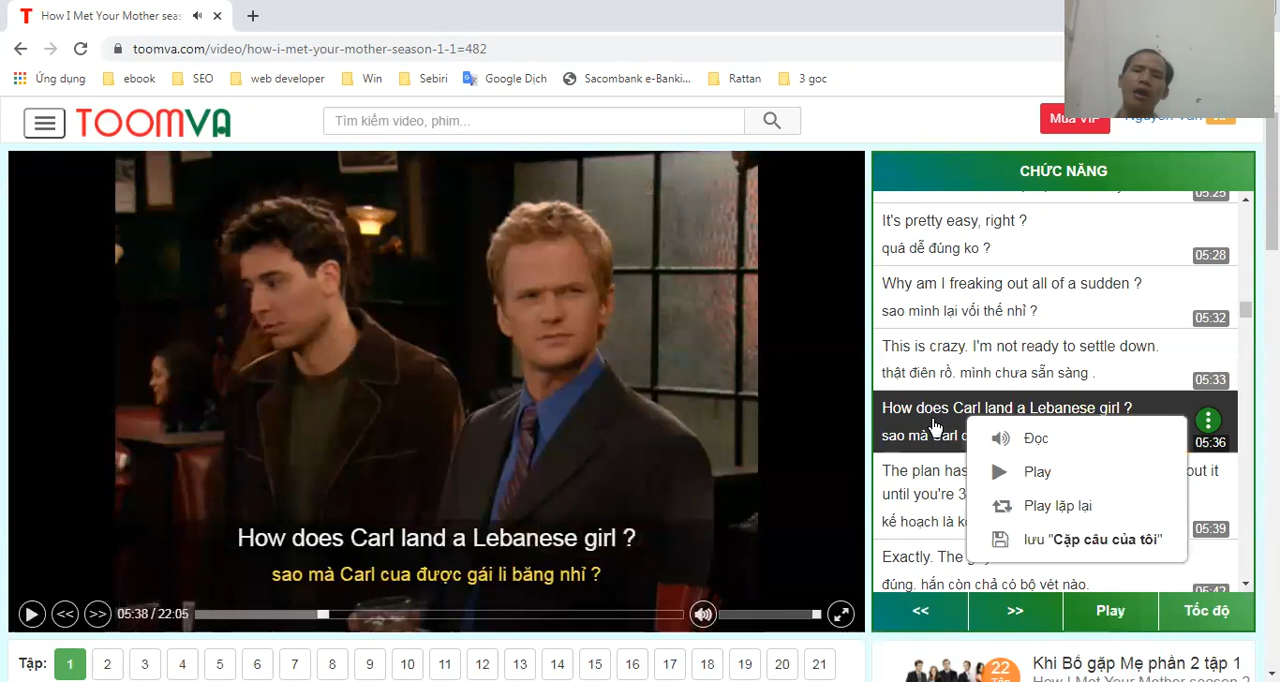 How I Met Your Mother seas
toomva.com/video/how-i-met-your-mother-season-1-1=482
Ứng dụng
ebook
SEO
web developer
Win
Sebiri
Google Dịch
Sacombank e-Banki...
Rattan
3 goc
TOOMVA
Tìm kiếm video, phim...
Mua VIP
CHỨC NĂNG
05:25
It's pretty easy, right ?
quá dễ đúng ko ?
05:28
Why am I freaking out all of a sudden ?
sao mình lại vối thế nhỉ ?
05:32
This is crazy. I'm not ready to settle down.
thật điên rồ. mình chưa sẵn sàng .
05:33
How does Carl land a Lebanese girl ?
sao mà Carl
05:36
Đọc
Play
Play lặp lại
lưu "Cặp câu của tôi"
The plan has
out it
until you're 3
kế hoạch là
05:39
Exactly. The
đúng. hắn còn chả có bộ vét nào.
05:42
<< >> Play Tốc độ
How does Carl land a Lebanese girl ?
sao mà Carl cua được gái li băng nhỉ ?
<< >> 05:38 / 22:05
Tập: 1 2 3 4 5 6 7 8 9 10 11 12 13 14 15 16 17 18 19 20 21
22
Tập
Khi Bố gặp Mẹ phần 2 tập 1
How I Met Your Mother season 2